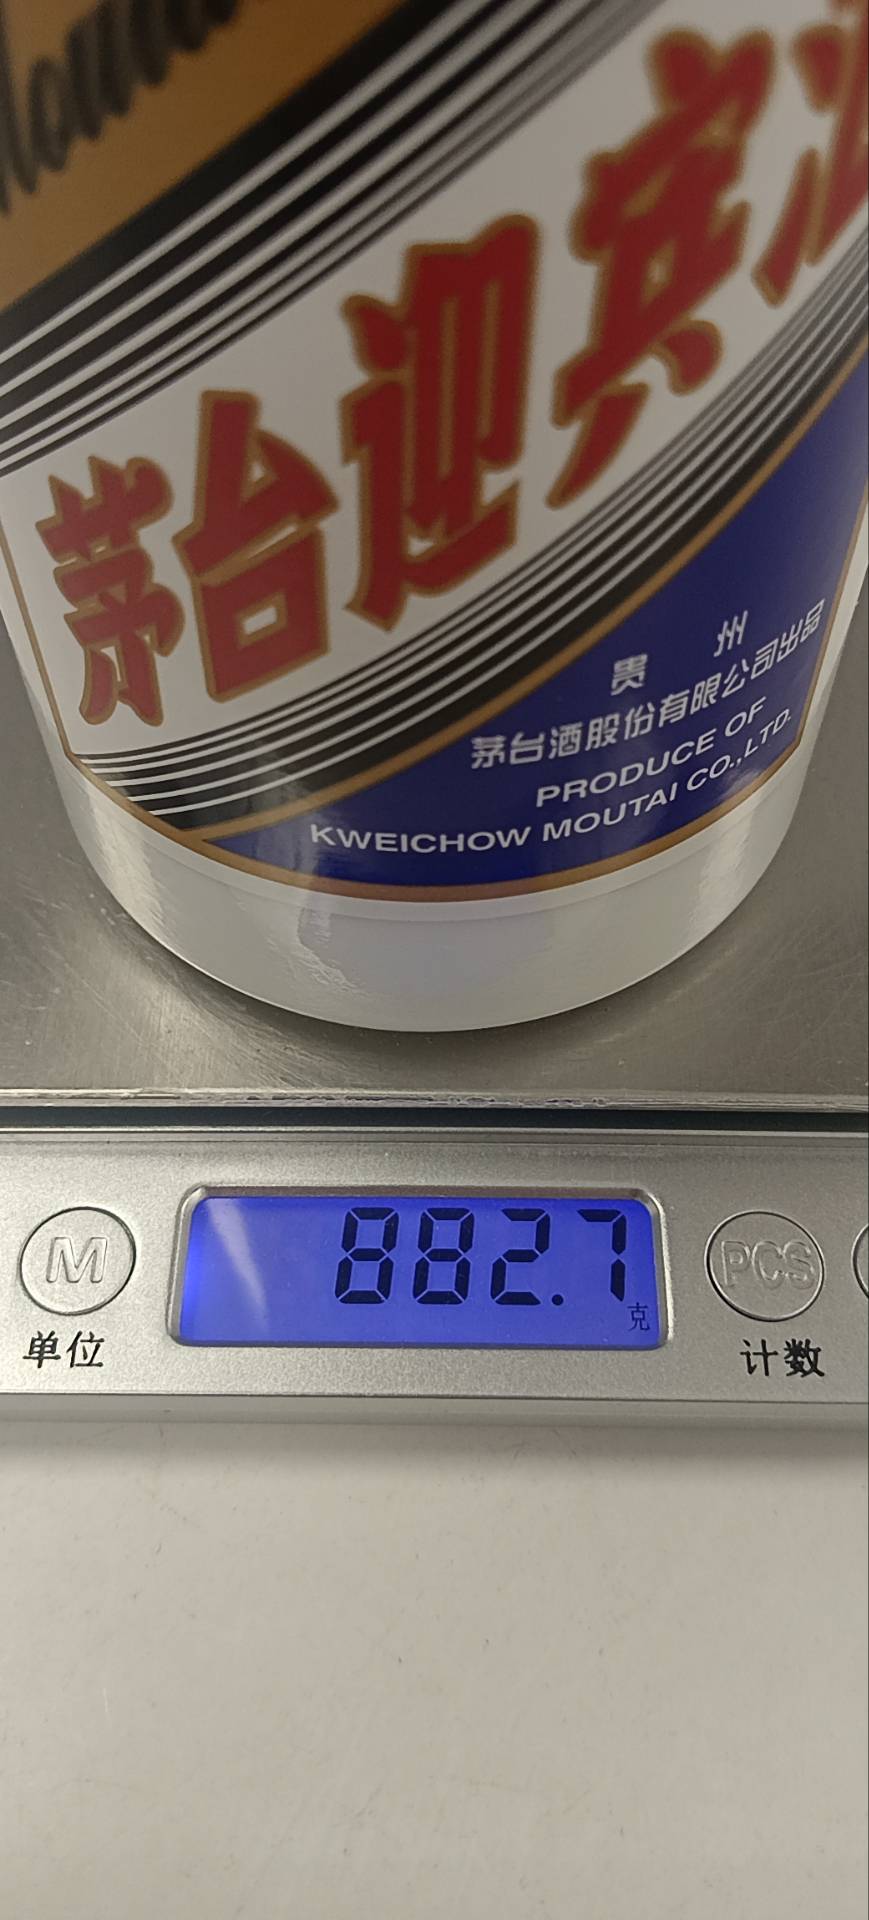 茅台迎宾酒
贵州
茅台酒股份有限公司出品
PRODUCE OF
KWEICHOW MOUTAI CO.,LTD.
M
882.7
克
PCS
单位
计数